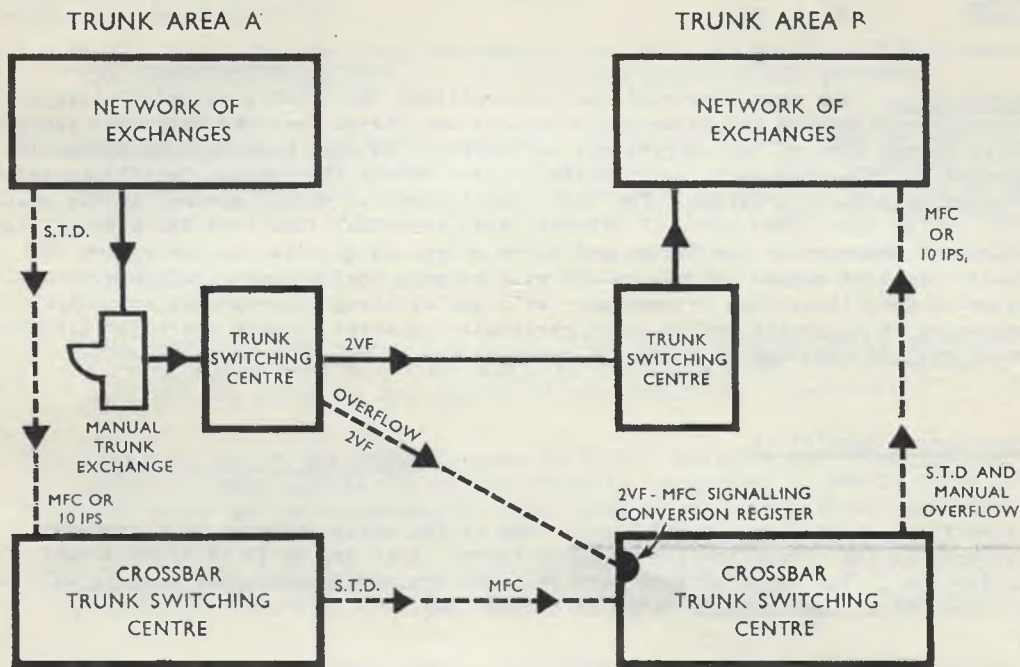 TRUNK AREA A
TRUNK AREA
NETWORK OF
EXCHANGES
NETWORK OF
EXCHANGES
S.T.D.
MFC
OR
10 IPS,
TRUNK
SWITCHING
CENTRE
2VF
TRUNK
SWITCHING
CENTRE
MANUAL
TRUNK
EXCHANGE
OVERFLOW
2VF
MFC OR
10 IPS
2VF - MFC SIGNALLING
CONVERSION REGISTER
S.T.D AND
MANUAL
OVERFLOW
CROSSBAR
TRUNK SWITCHING
CENTRE
S.T.D.
MFC
CROSSBAR
TRUNK SWITCHING
CENTRE